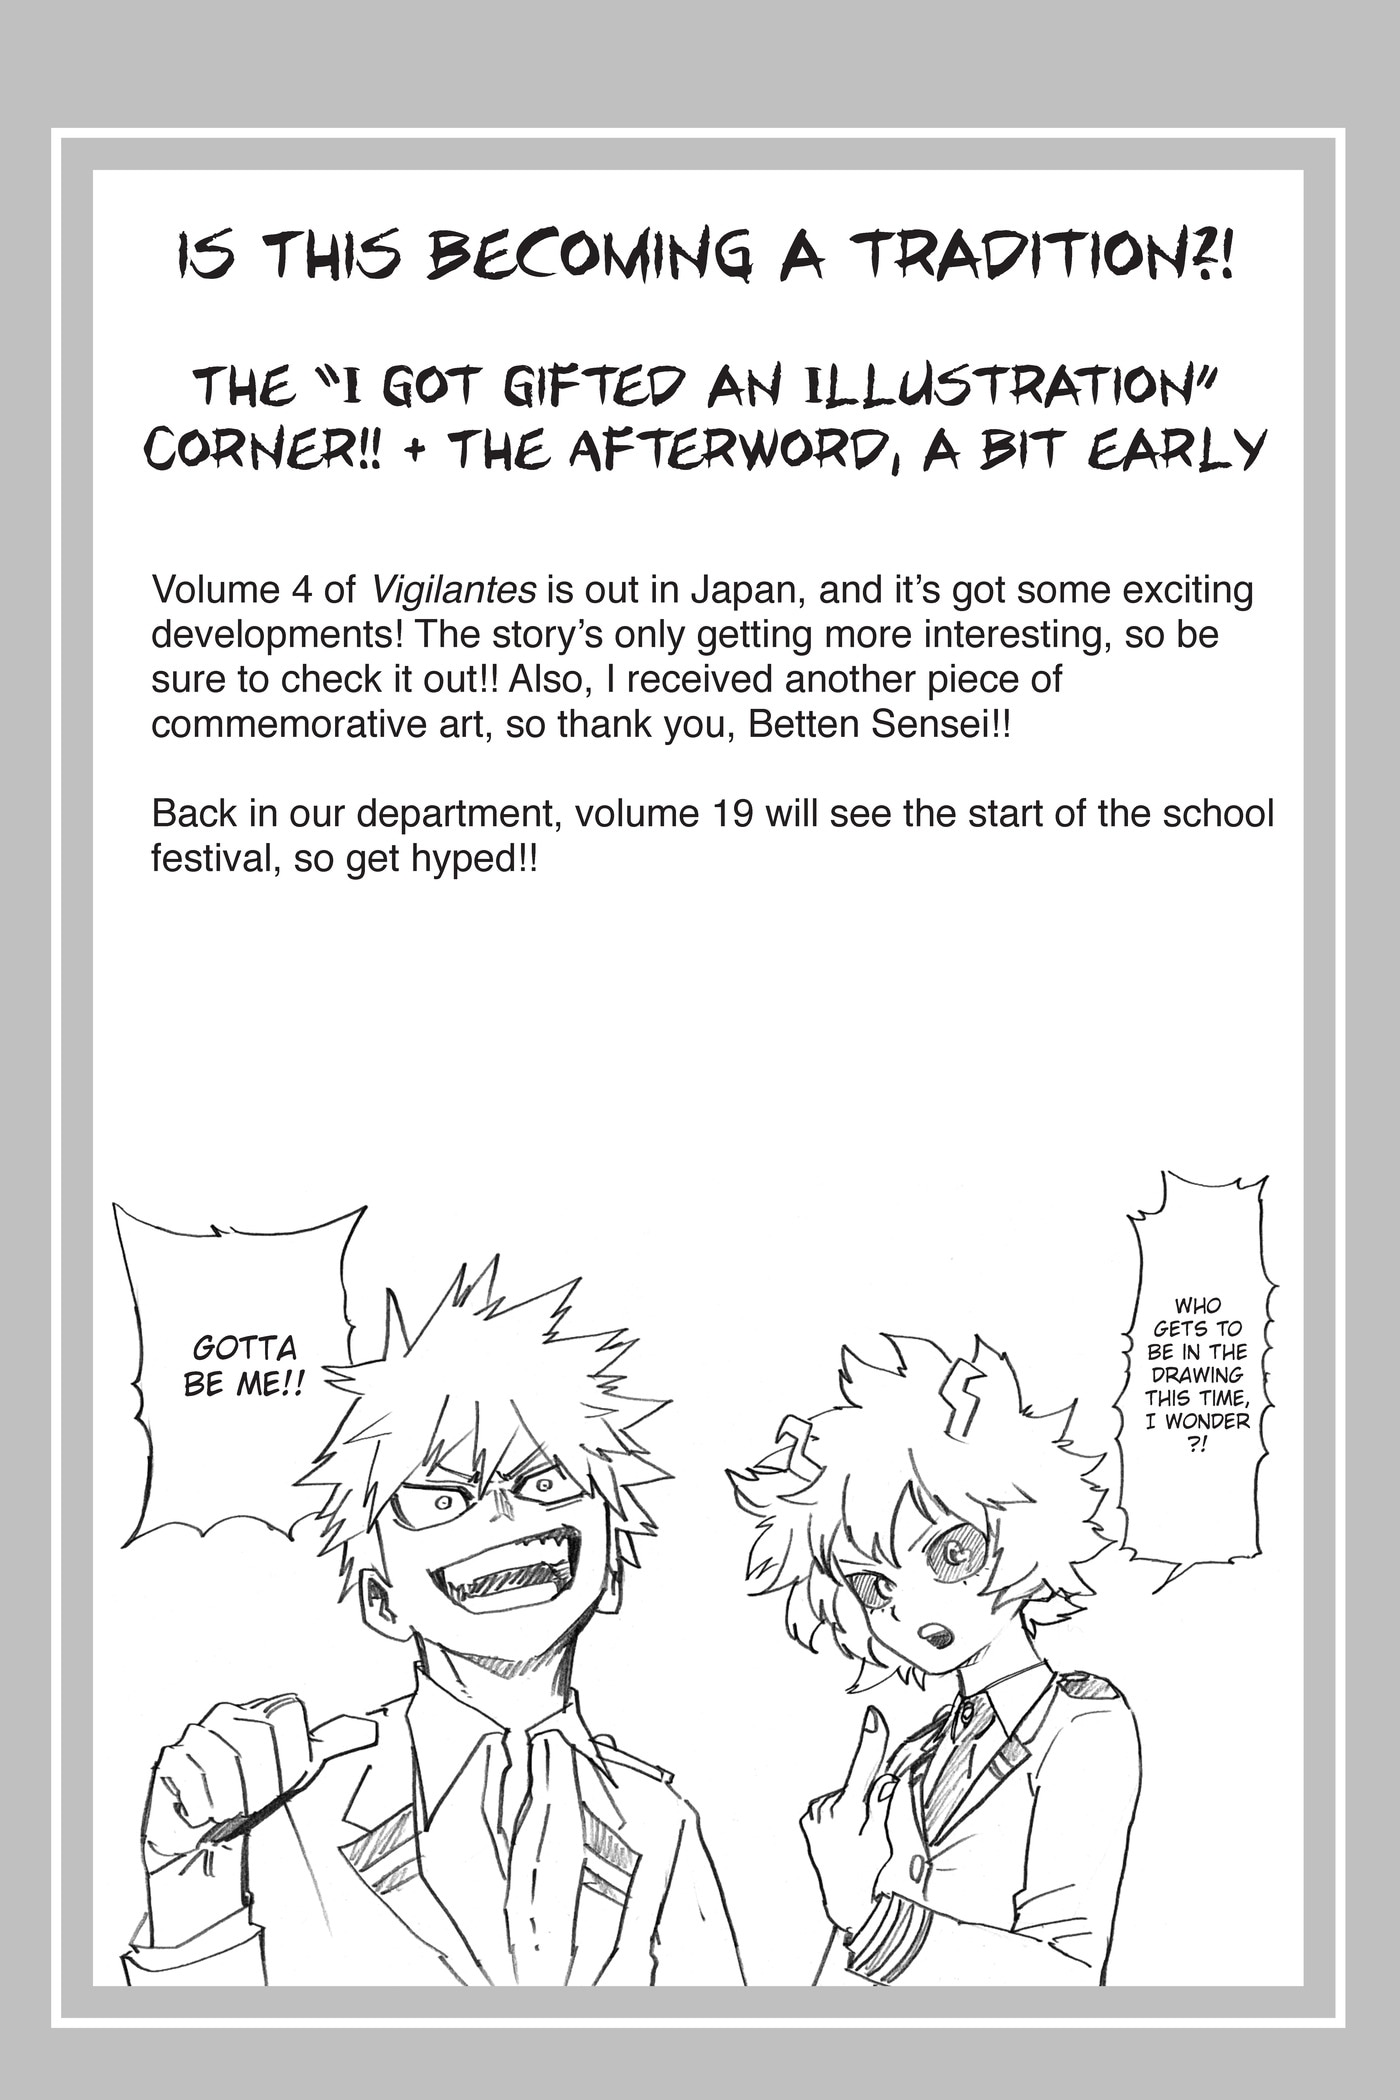 IS THIS BECOMING A TRADITION?!
THE "I GOT GIFTED AN ILLUSTRATION"
CORNER!! + THE AFTERWORD, A BIT EARLY
Volume 4 of Vigilantes is out in Japan, and it's got some exciting
developments! The story's only getting more interesting, so be
sure to check it out!! Also, I received another piece of
commemorative art, so thank you, Betten Sensei!!
Back in our department, volume 19 will see the start of the school
festival, so get hyped!!
WHO
GETS TO
BE IN THE
DRAWING
THIS TIME,
I WONDER
?!
GOTTA
BE ME!!